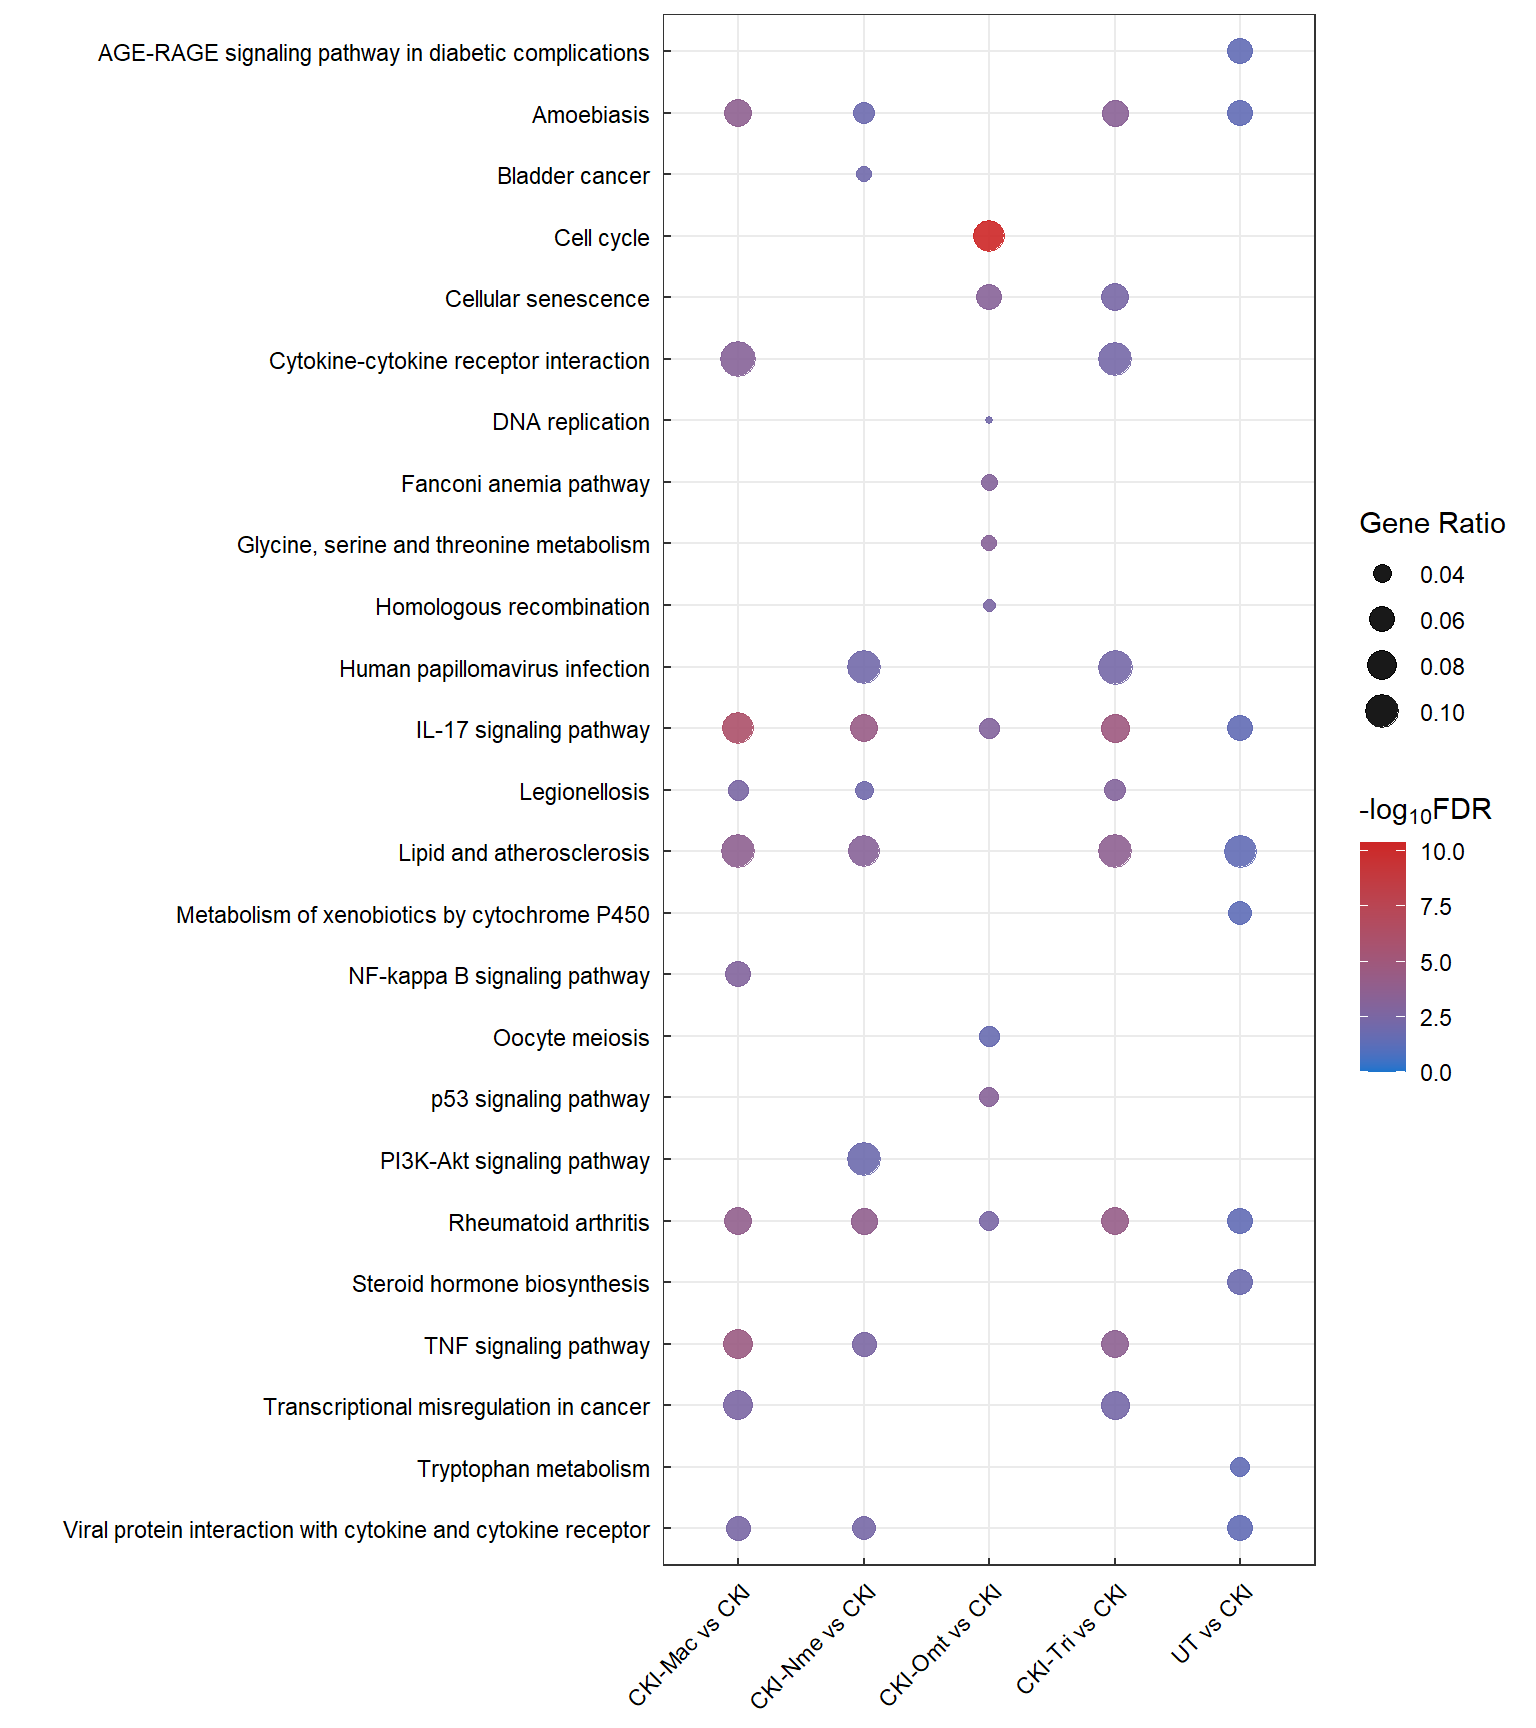 AGE-RAGE signaling pathway in diabetic complications
Amoebiasis
Bladder cancer
Cell cycle
Cellular senescence
Cytokine-cytokine receptor interaction
DNA replication
Fanconi anemia pathway
Glycine, serine and threonine metabolism
Homologous recombination
Human papillomavirus infection
IL-17 signaling pathway
Legionellosis
Lipid and atherosclerosis
Metabolism of xenobiotics by cytochrome P450
NF-kappa B signaling pathway
Oocyte meiosis
p53 signaling pathway
PI3K-Akt signaling pathway
Rheumatoid arthritis
Steroid hormone biosynthesis
TNF signaling pathway
Transcriptional misregulation in cancer
Tryptophan metabolism
Viral protein interaction with cytokine and cytokine receptor
CKI-Mac vs CKI
CKI-Nme vs CKI
CKI-Omt vs CKI
CKI-Tri vs CKI
UT vs CKI
Gene Ratio
0.04
0.06
0.08
0.10
-log₁₀FDR
10.0
7.5
5.0
2.5
0.0